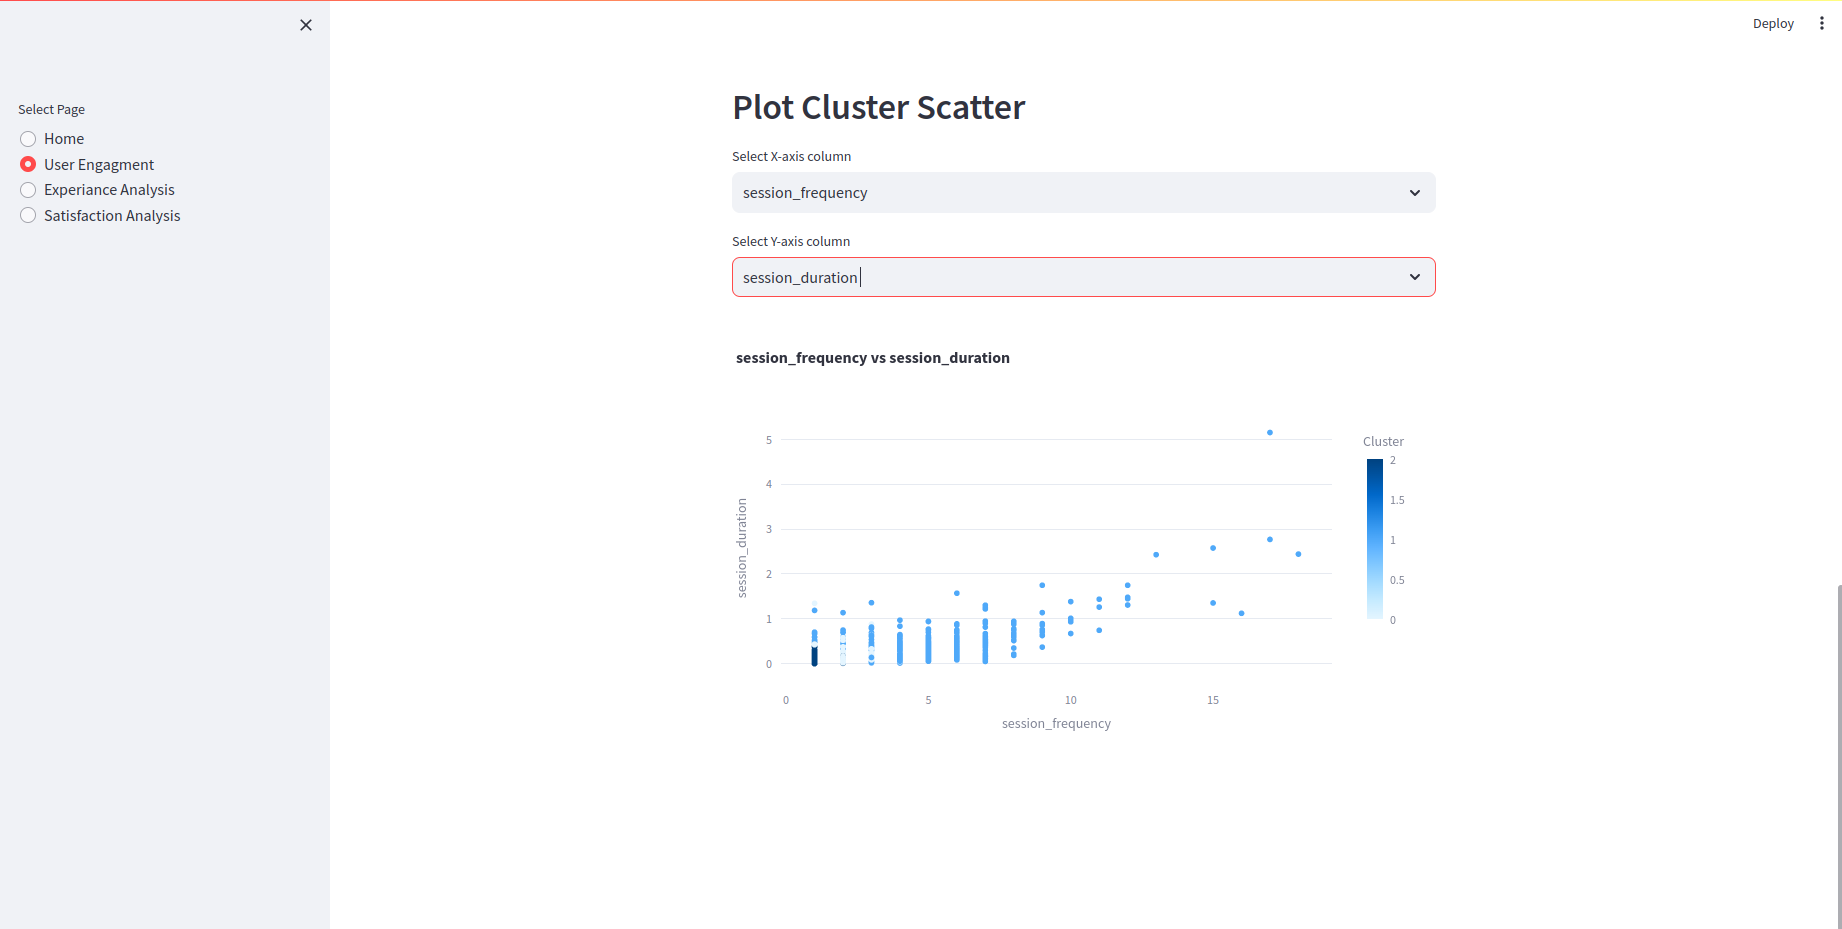 Deploy
Select Page
Home
User Engagment
Experiance Analysis
Satisfaction Analysis
Plot Cluster Scatter
Select X-axis column
session_frequency
Select Y-axis column
session_duration
session_frequency vs session_duration
5
4
3
2
1
0
session_duration
0
5
10
15
session_frequency
Cluster
2
1.5
1
0.5
0